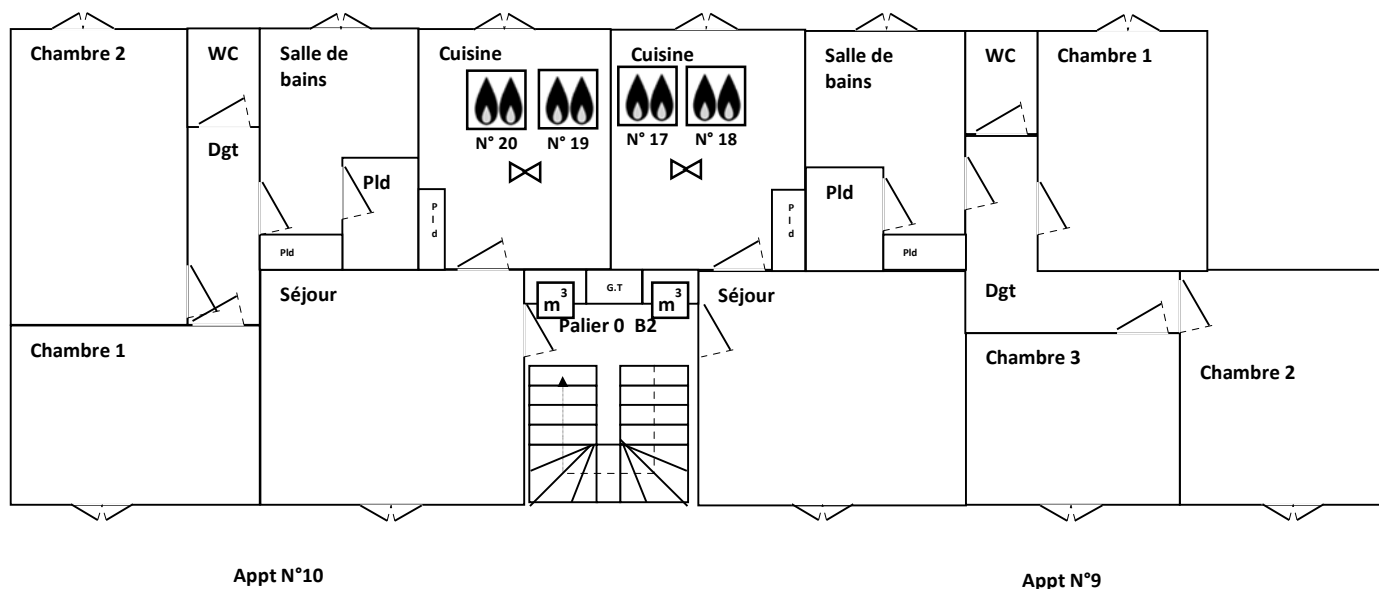 Chambre 2
WC
Salle de
bains
Cuisine
Cuisine
Salle de
bains
WC
Chambre 1
N° 20
N° 19
N° 17
N° 18
Dgt
Pld
Pld
Pld
Pld
Pld
Pld
Séjour
m³
G.T
m³
Séjour
Dgt
Palier 0 B2
Chambre 1
Chambre 3
Chambre 2
Appt N°10
Appt N°9